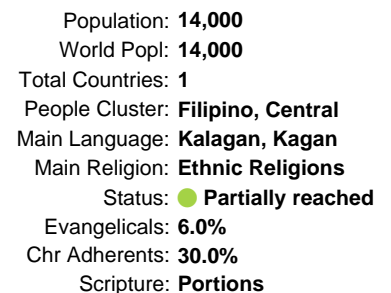 Population: 14,000
World Popl: 14,000
Total Countries: 1
People Cluster: Filipino, Central
Main Language: Kalagan, Kagan
Main Religion: Ethnic Religions
Status: Partially reached
Evangelicals: 6.0%
Chr Adherents: 30.0%
Scripture: Portions